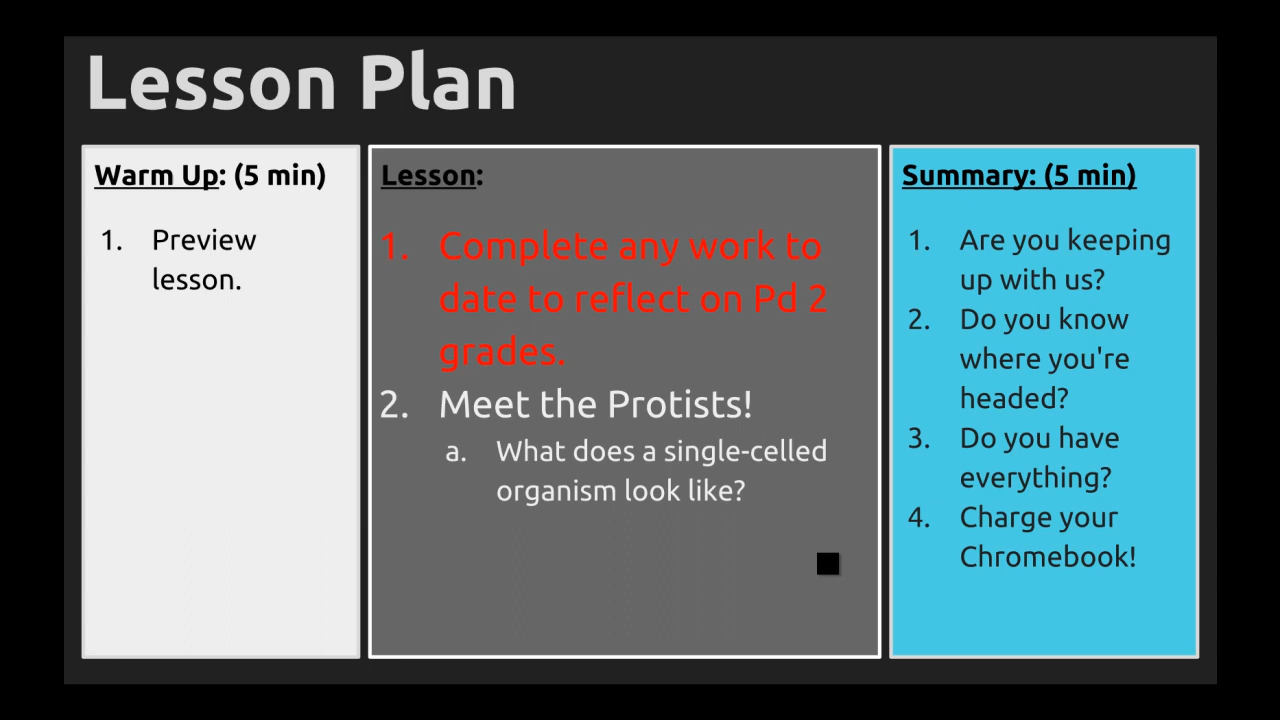 Lesson Plan
Warm Up: (5 min)
1. Preview
lesson.
Lesson:
1. Complete any work to
date to reflect on Pd 2
grades.
2. Meet the Protists!
a. What does a single-celled
organism look like?
Summary: (5 min)
1. Are you keeping
up with us?
2. Do you know
where you're
headed?
3. Do you have
everything?
4. Charge your
Chromebook!